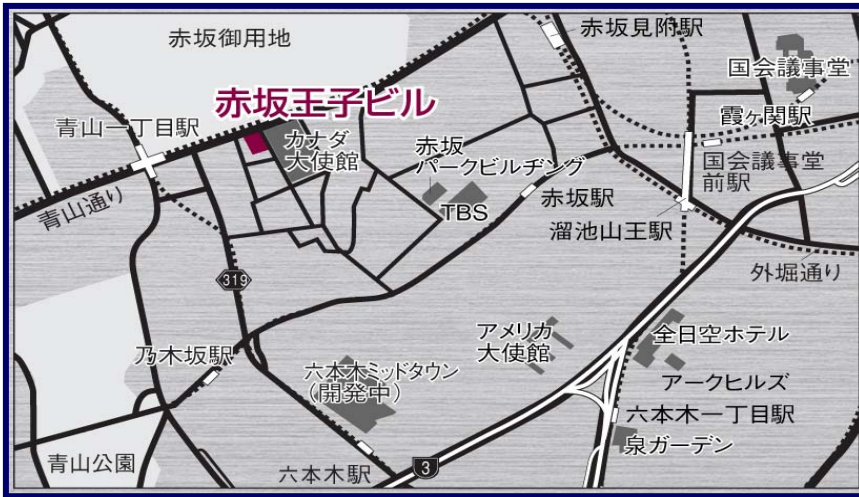 赤坂御用地
赤坂見附駅
国会議事堂
赤坂王子ビル
霞ヶ関駅
青山一丁目駅
カナダ
大使館
赤坂
パークビルヂング
国会議事堂
前駅
青山通り
TBS
赤坂駅
溜池山王駅
319
外堀通り
アメリカ
大使館
全日空ホテル
乃木坂駅
六本木ミッドタウン
(開発中)
アークヒルズ
六本木一丁目駅
泉ガーデン
青山公園
六本木駅
3